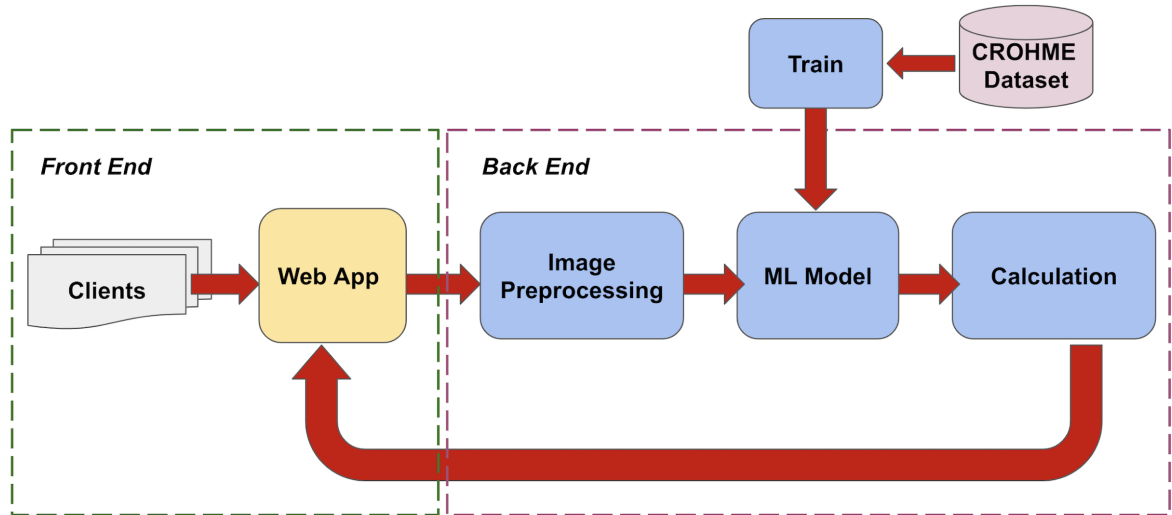 Train
CROHME
Dataset
Front End
Back End
Clients
Web App
Image
Preprocessing
ML Model
Calculation